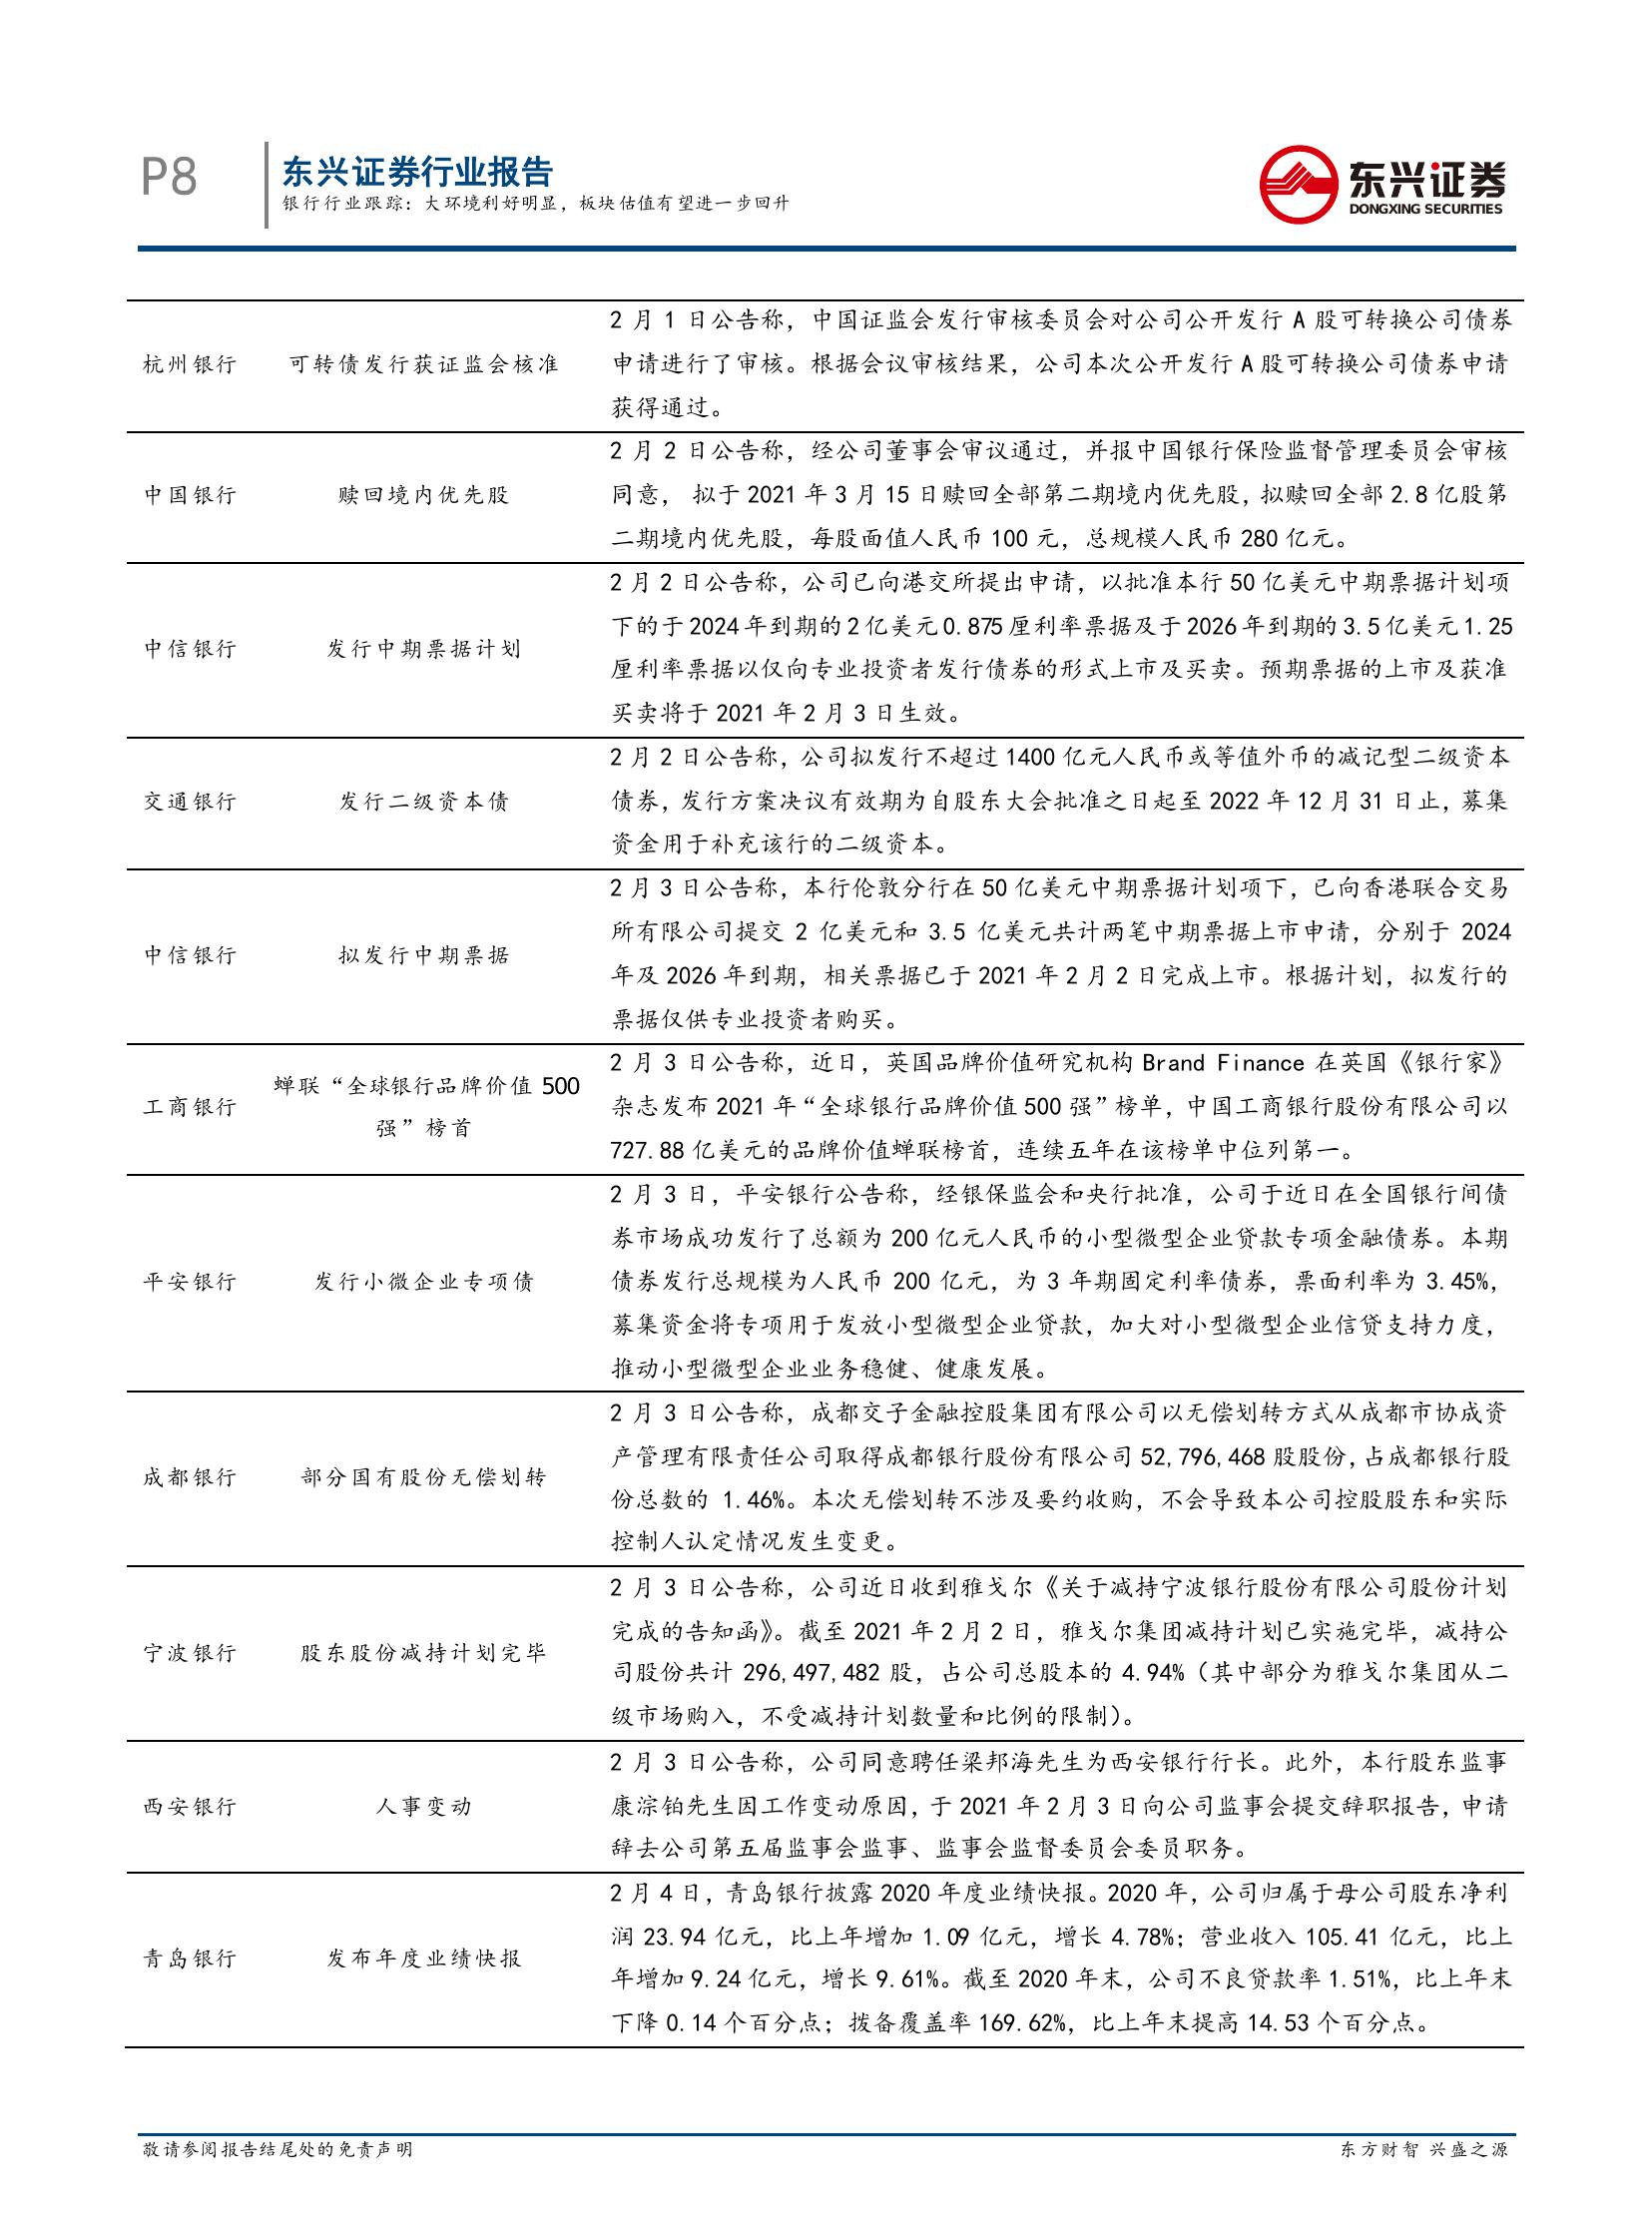 P8
东兴证券行业报告
银行行业跟踪：大环境利好明显，板块估值有望进一步回升
东兴证券
DONGXING SECURITIES
杭州银行
可转债发行获证监会核准
2 月 1 日公告称，中国证监会发行审核委员会对公司公开发行 A 股可转换公司债券
申请进行了审核。根据会议审核结果，公司本次公开发行 A 股可转换公司债券申请
获得通过。
中国银行
赎回境内优先股
2 月 2 日公告称，经公司董事会审议通过，并报中国银行保险监督管理委员会审核
同意， 拟于 2021 年 3 月 15 日赎回全部第二期境内优先股，拟赎回全部 2.8 亿股第
二期境内优先股，每股面值人民币 100 元，总规模人民币 280 亿元。
中信银行
发行中期票据计划
2 月 2 日公告称，公司已向港交所提出申请，以批准本行 50 亿美元中期票据计划项
下的于 2024 年到期的 2 亿美元 0.875 厘利率票据及于 2026 年到期的 3.5 亿美元 1.25
厘利率票据以仅向专业投资者发行债券的形式上市及买卖。预期票据的上市及获准
买卖将于 2021 年 2 月 3 日生效。
交通银行
发行二级资本债
2 月 2 日公告称，公司拟发行不超过 1400 亿元人民币或等值外币的减记型二级资本
债券，发行方案决议有效期为自股东大会批准之日起至 2022 年 12 月 31 日止，募集
资金用于补充该行的二级资本。
中信银行
拟发行中期票据
2 月 3 日公告称，本行伦敦分行在 50 亿美元中期票据计划项下，已向香港联合交易
所有限公司提交 2 亿美元和 3.5 亿美元共计两笔中期票据上市申请，分别于 2024
年及 2026 年到期，相关票据已于 2021 年 2 月 2 日完成上市。根据计划，拟发行的
票据仅供专业投资者购买。
工商银行
蝉联“全球银行品牌价值 500
强”榜首
2 月 3 日公告称，近日，英国品牌价值研究机构 Brand Finance 在英国《银行家》
杂志发布 2021 年“全球银行品牌价值 500 强”榜单，中国工商银行股份有限公司以
727.88 亿美元的品牌价值蝉联榜首，连续五年在该榜单中位列第一。
平安银行
发行小微企业专项债
2 月 3 日，平安银行公告称，经银保监会和央行批准，公司于近日在全国银行间债
券市场成功发行了总额为 200 亿元人民币的小型微型企业贷款专项金融债券。本期
债券发行总规模为人民币 200 亿元，为 3 年期固定利率债券，票面利率为 3.45%，
募集资金将专项用于发放小型微型企业贷款，加大对小型微型企业信贷支持力度，
推动小型微型企业业务稳健、健康发展。
成都银行
部分国有股份无偿划转
2 月 3 日公告称，成都交子金融控股集团有限公司以无偿划转方式从成都市协成资
产管理有限责任公司取得成都银行股份有限公司 52,796,468 股股份，占成都银行股
份总数的 1.46%。本次无偿划转不涉及要约收购，不会导致本公司控股股东和实际
控制人认定情况发生变更。
宁波银行
股东股份减持计划完毕
2 月 3 日公告称，公司近日收到雅戈尔《关于减持宁波银行股份有限公司股份计划
完成的告知函》。截至 2021 年 2 月 2 日，雅戈尔集团减持计划已实施完毕，减持公
司股份共计 296,497,482 股，占公司总股本的 4.94%（其中部分为雅戈尔集团从二
级市场购入，不受减持计划数量和比例的限制）。
西安银行
人事变动
2 月 3 日公告称，公司同意聘任梁邦海先生为西安银行行长。此外，本行股东监事
康淙铂先生因工作变动原因，于 2021 年 2 月 3 日向公司监事会提交辞职报告，申请
辞去公司第五届监事会监事、监事会监督委员会委员职务。
青岛银行
发布年度业绩快报
2 月 4 日，青岛银行披露 2020 年度业绩快报。2020 年，公司归属于母公司股东净利
润 23.94 亿元，比上年增加 1.09 亿元，增长 4.78%；营业收入 105.41 亿元，比上
年增加 9.24 亿元，增长 9.61%。截至 2020 年末，公司不良贷款率 1.51%，比上年末
下降 0.14 个百分点；拨备覆盖率 169.62%，比上年末提高 14.53 个百分点。
敬请参阅报告结尾处的免责声明
东方财智 兴盛之源